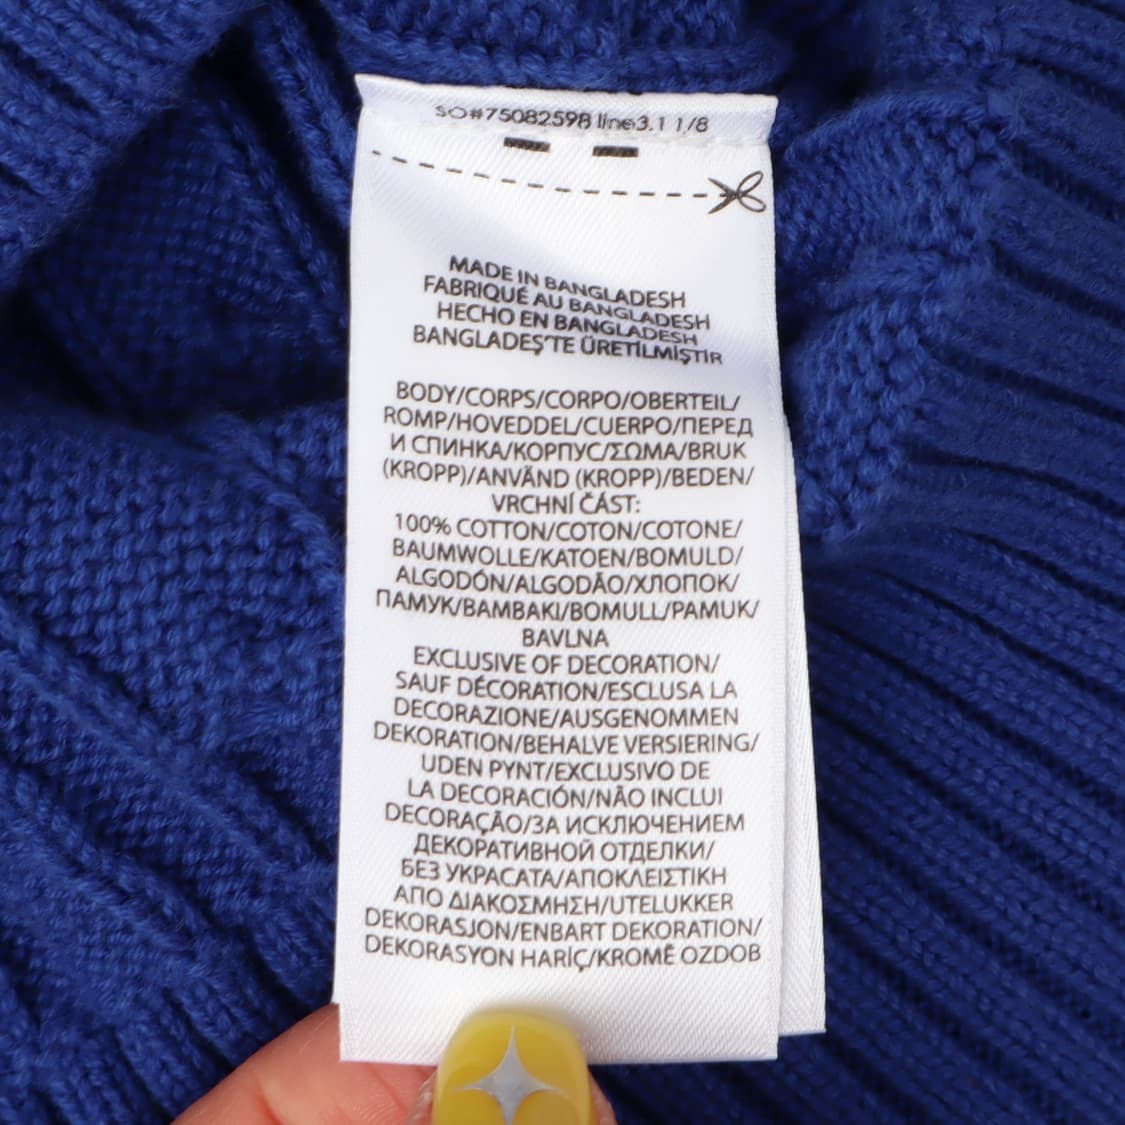 SO#75082598 line3.1 1/8
MADE IN BANGLADESH
FABRIQUÉ AU BANGLADESH
HECHO EN BANGLADESH
BANGLADEŞ'TE ÜRETİLMİŞTİR
BODY/CORPS/CORPO/OBERTEIL/
ROMP/HOVEDDEL/CUERPO/ПЕРЕД
И СПИНКА/КОРПУС/ΣΩΜΑ/BRUK
(KROPP)/ANVÄND (KROPP)/BEDEN/
VRCHNÍ ČÁST:
100% COTTON/COTON/COTONE/
BAUMWOLLE/KATOEN/BOMULD/
ALGODÓN/ALGODÃO/ХЛОПОК/
ПАМУК/ΒΑΜΒΑΚΙ/BOMULL/PAMUK/
BAVLNA
EXCLUSIVE OF DECORATION/
SAUF DÉCORATION/ESCLUSA LA
DECORAZIONE/AUSGENOMMEN
DEKORATION/BEHALVE VERSIERING/
UDEN PYNT/EXCLUSIVO DE
LA DECORACIÓN/NÃO INCLUI
DECORAÇÃO/ЗА ИСКЛЮЧЕНИЕМ
ДЕКОРАТИВНОЙ ОТДЕЛКИ/
БЕЗ УКРАСАТА/ΑΠΟΚΛΕΙΣΤΙΚΗ
ΑΠΟ ΔΙΑΚΟΣΜΗΣΗ/UTELUKKER
DEKORASJON/ENBART DEKORATION/
DEKORASYON HARİÇ/KROMĚ OZDOB